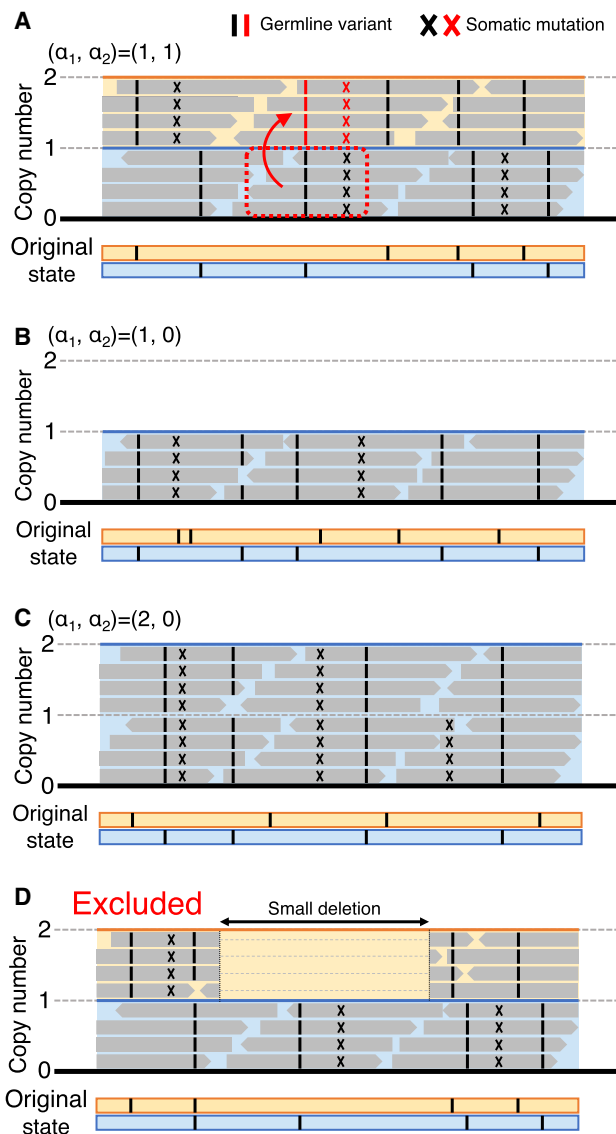 A
Germline variant
X X Somatic mutation
(α₁, α₂)=(1, 1)
Copy number
2
1
0
Original
state
B
(α₁, α₂)=(1, 0)
Copy number
2
1
0
Original
state
C
(α₁, α₂)=(2, 0)
Copy number
2
1
0
Original
state
D
Excluded
Small deletion
Copy number
2
1
0
Original
state